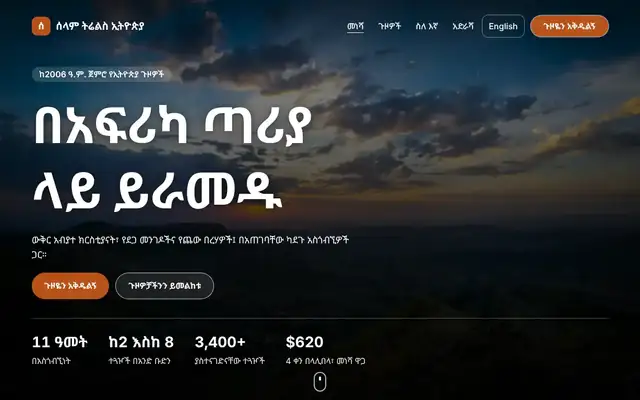 ሰ ሰላም ትሬልስ ኢትዮጵያ
መነሻ ጉዞዎች ስለ እኛ አድራሻ English ጉዞዬን አቅዱልኝ
ከ2006 ዓ.ም. ጀምሮ የኢትዮጵያ ጉዞዎች
በአፍሪካ ጣሪያ
ላይ ይራመዱ
ውቅር አብያተ ክርስቲያናት፣ የደጋ መንገዶችና የጨው በረሃዎች፤ በአጠገባቸው ካደጉ አስጎብኚዎች
ጋር።
ጉዞዬን አቅዱልኝ ጉዞዎቻችንን ይመልከቱ
11 ዓመት ከ2 እስከ 8 3,400+ $620
በአስጎብኚነት ተጓዦች በአንድ ቡድን ያስተናገድናቸው ተጓዦች 4 ቀን በላሊበላ፣ መነሻ ዋጋ